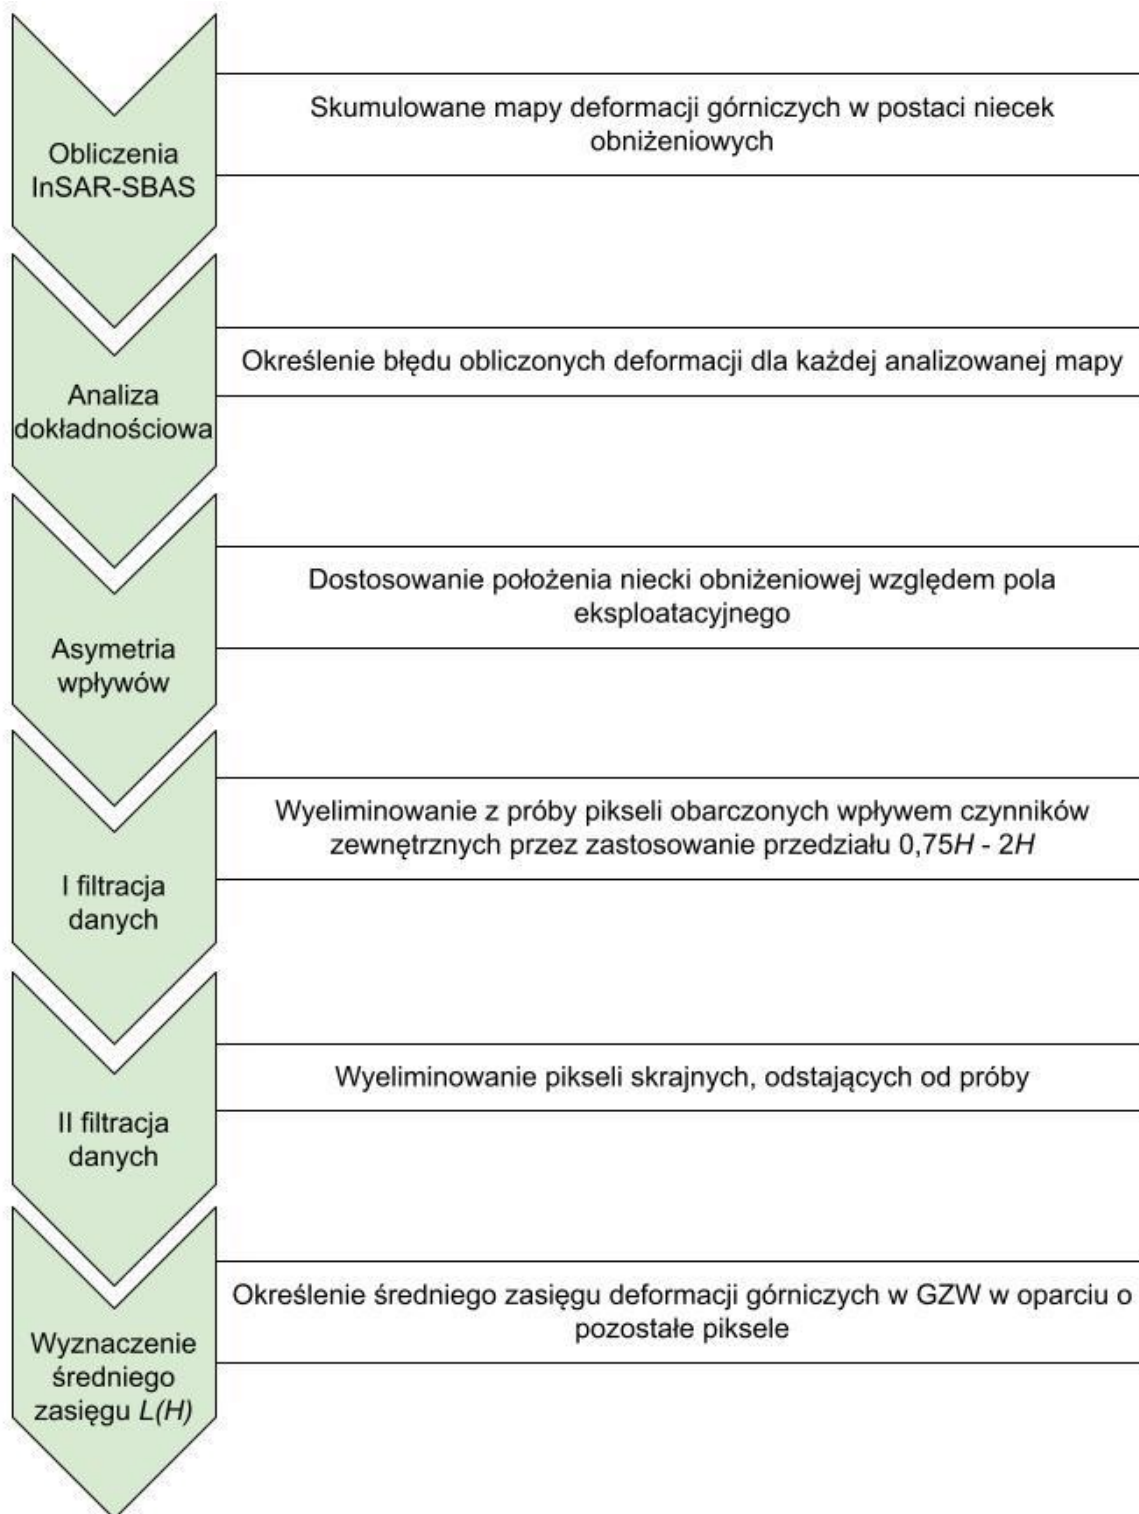 Obliczenia
InSAR-SBAS
Skumulowane mapy deformacji górniczych w postaci niecek
obniżeniowych
Analiza
dokładnościowa
Określenie błędu obliczonych deformacji dla każdej analizowanej mapy
Asymetria
wpływów
Dostosowanie położenia niecki obniżeniowej względem pola
eksploatacyjnego
I filtracja
danych
Wyeliminowanie z próby pikseli obarczonych wpływem czynników
zewnętrznych przez zastosowanie przedziału 0,75H - 2H
II filtracja
danych
Wyeliminowanie pikseli skrajnych, odstających od próby
Wyznaczenie
średniego
zasięgu L(H)
Określenie średniego zasięgu deformacji górniczych w GZW w oparciu o
pozostałe piksele